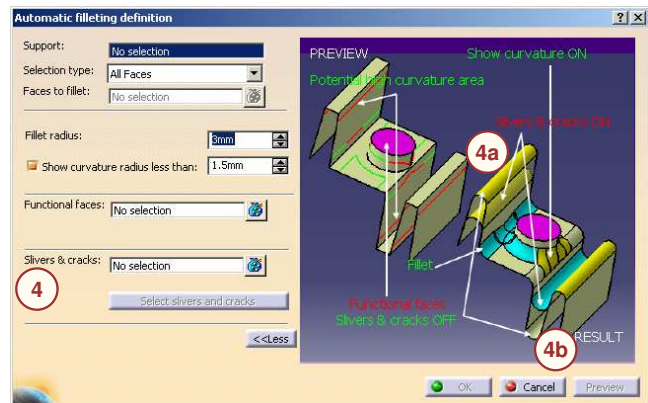 Automatic filleting definition
Support: No selection
Selection type: All Faces
Faces to fillet: No selection
Fillet radius: 3mm
Show curvature radius less than: 1.5mm
Functional faces: No selection
Slivers & cracks: No selection
4
Select slivers and cracks
<<Less
PREVIEW
Show curvature ON
Potential high curvature area
Slivers & cracks ON
4a
Fillet
Functional faces
Slivers & cracks OFF
4b
RESULT
OK
Cancel
Preview